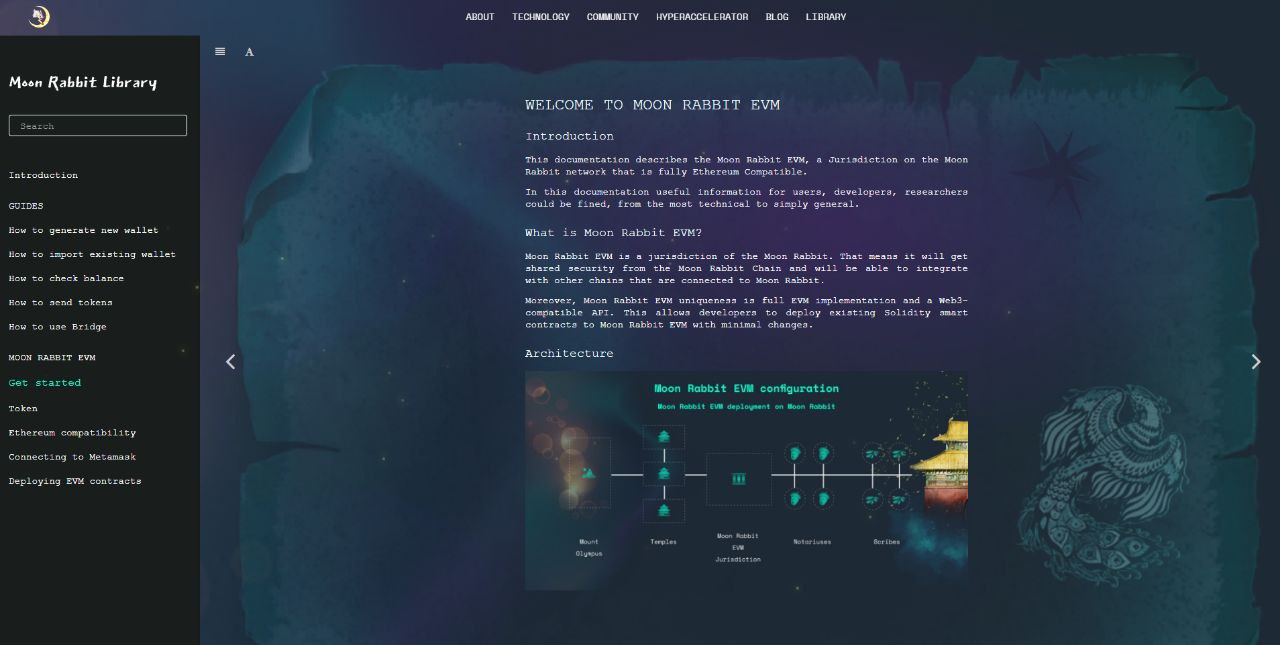 ABOUT TECHNOLOGY COMMUNITY HYPERACCELERATOR BLOG LIBRARY
Moon Rabbit Library
Search
Introduction
GUIDES
How to generate new wallet
How to import existing wallet
How to check balance
How to send tokens
How to use Bridge
MOON RABBIT EVM
Get started
Token
Ethereum compatibility
Connecting to Metamask
Deploying EVM contracts
A
WELCOME TO MOON RABBIT EVM
Introduction
This documentation describes the Moon Rabbit EVM, a Jurisdiction on the Moon
Rabbit network that is fully Ethereum Compatible.
In this documentation useful information for users, developers, researchers
could be fined, from the most technical to simply general.
What is Moon Rabbit EVM?
Moon Rabbit EVM is a jurisdiction of the Moon Rabbit. That means it will get
shared security from the Moon Rabbit Chain and will be able to integrate
with other chains that are connected to Moon Rabbit.
Moreover, Moon Rabbit EVM uniqueness is full EVM implementation and a Web3-
compatible API. This allows developers to deploy existing Solidity smart
contracts to Moon Rabbit EVM with minimal changes.
Architecture
Moon Rabbit EVM configuration
Moon Rabbit EVM deployment on Moon Rabbit
Mount
Olympus
Temples
Moon Rabbit
EVM
Jurisdiction
Notariuses
Scribes